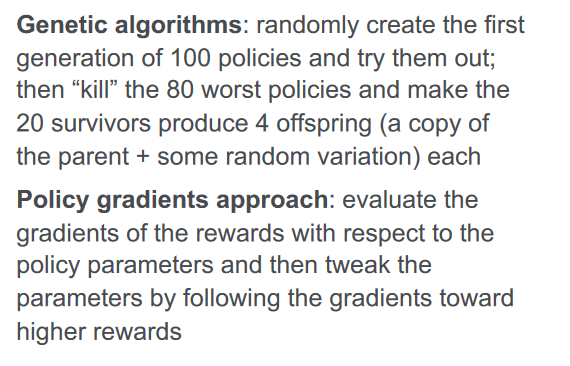 Genetic algorithms: randomly create the first
generation of 100 policies and try them out;
then “kill” the 80 worst policies and make the
20 survivors produce 4 offspring (a copy of
the parent + some random variation) each
Policy gradients approach: evaluate the
gradients of the rewards with respect to the
policy parameters and then tweak the
parameters by following the gradients toward
higher rewards